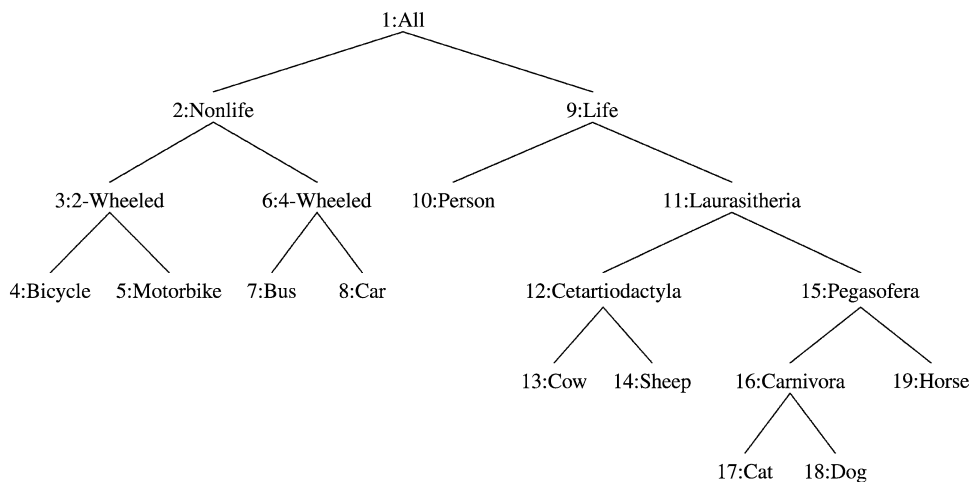 1:All
2:Nonlife
9:Life
3:2-Wheeled
6:4-Wheeled
10:Person
11:Laurasitheria
4:Bicycle
5:Motorbike
7:Bus
8:Car
12:Cetartiodactyla
15:Pegasofera
13:Cow
14:Sheep
16:Carnivora
19:Horse
17:Cat
18:Dog